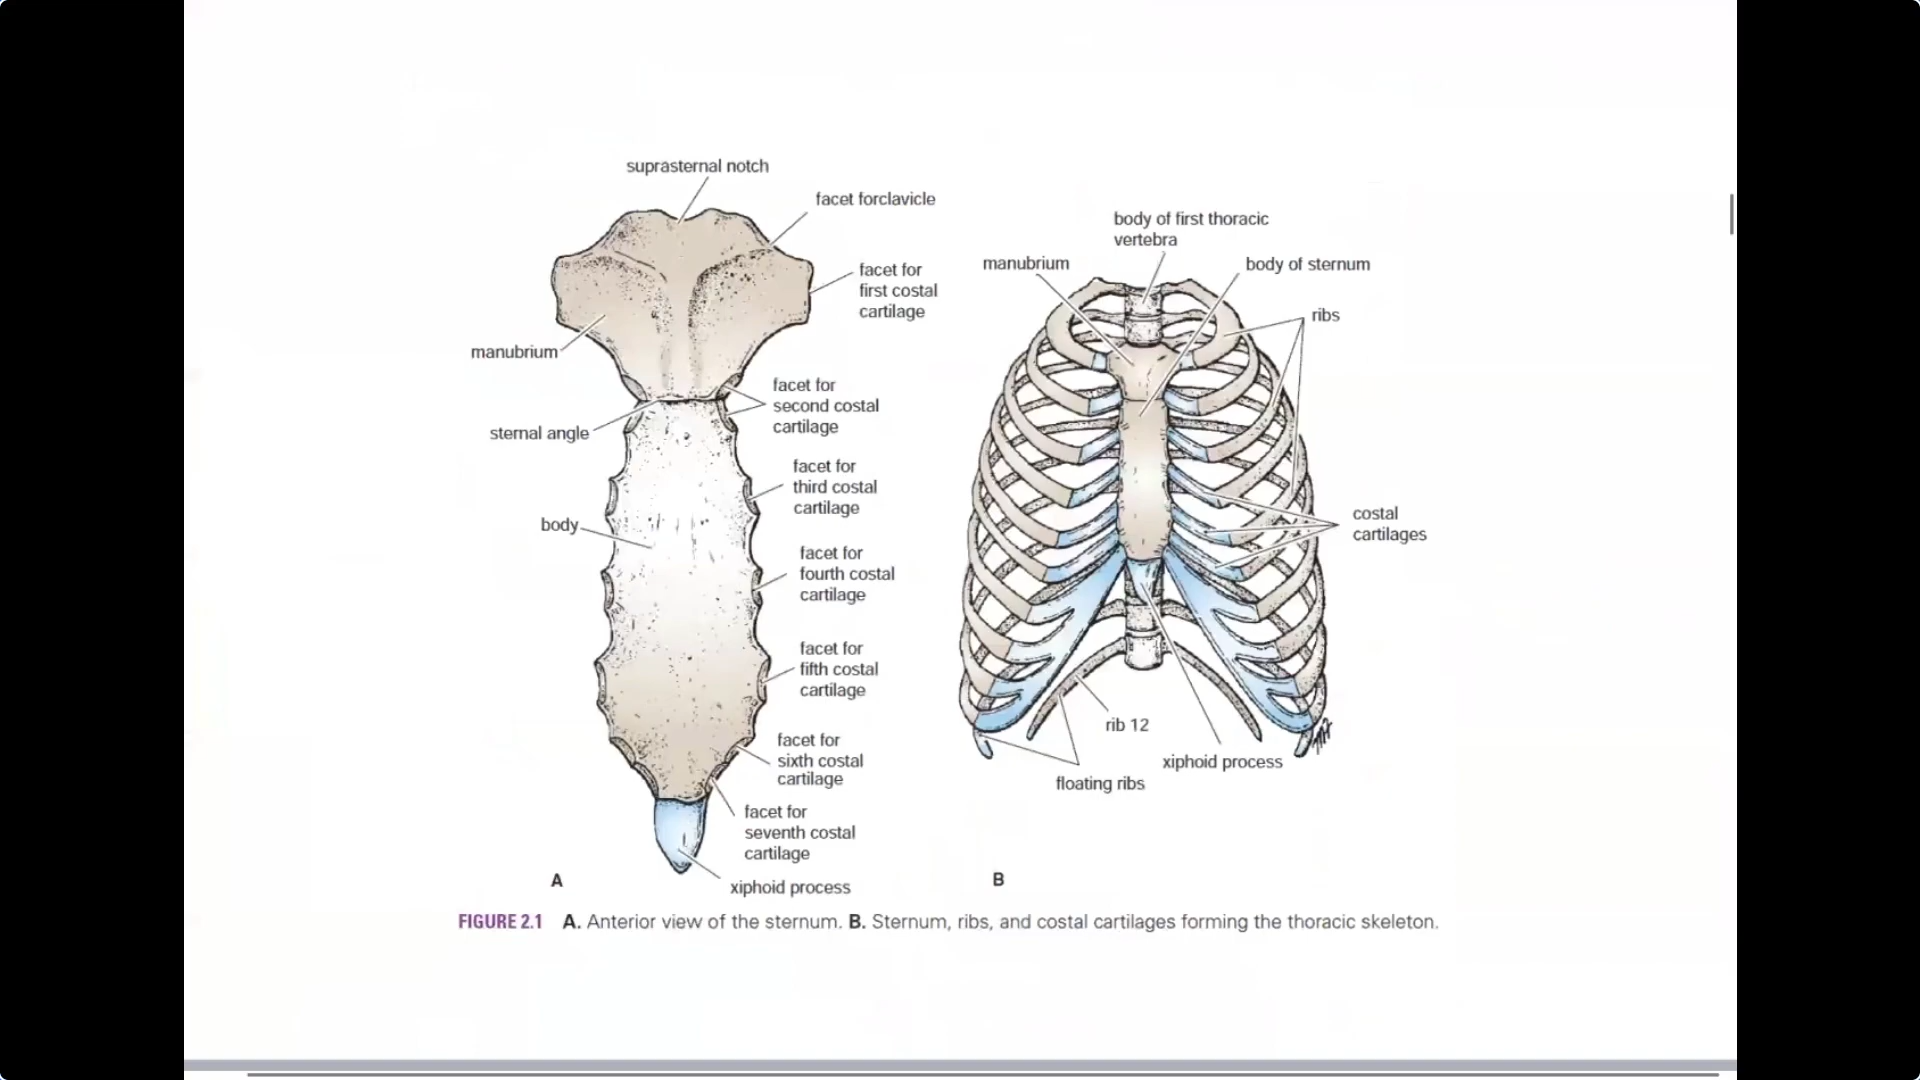 suprasternal notch
facet forclavicle
facet for
first costal
cartilage
manubrium
facet for
second costal
cartilage
sternal angle
facet for
third costal
cartilage
body
facet for
fourth costal
cartilage
facet for
fifth costal
cartilage
facet for
sixth costal
cartilage
facet for
seventh costal
cartilage
xiphoid process
A
body of first thoracic
vertebra
manubrium
body of sternum
ribs
costal
cartilages
rib 12
xiphoid process
floating ribs
B
FIGURE 2.1 A. Anterior view of the sternum. B. Sternum, ribs, and costal cartilages forming the thoracic skeleton.